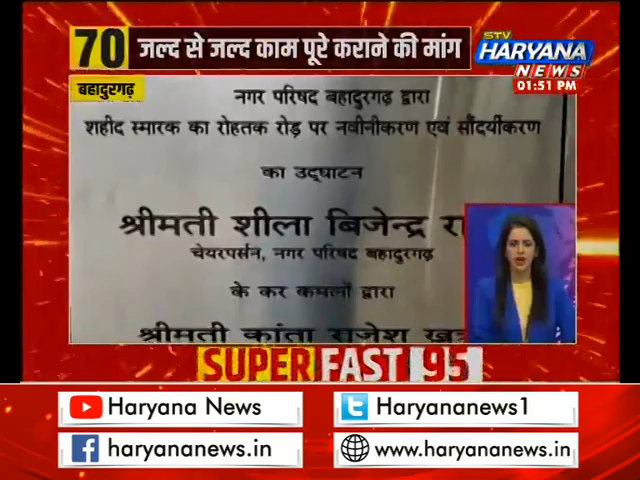 70 जल्द से जल्द काम पूरे कराने की मांग
STV
HARYANA
NEWS
01:51 PM
बहादुरगढ़
नगर परिषद बहादुरगढ़ द्वारा
शहीद स्मारक का रोहतक रोड़ पर नवीनीकरण एवं सौंदर्यीकरण
का उद्घाटन
श्रीमती शीला बिजेन्द्र
चेयरपर्सन, नगर परिषद बहादुरगढ़
के कर कमलों द्वारा
श्रीमती कांता राजेश
SUPER FAST 95
Haryana News
Haryananews1
haryananews.in
www.haryananews.in